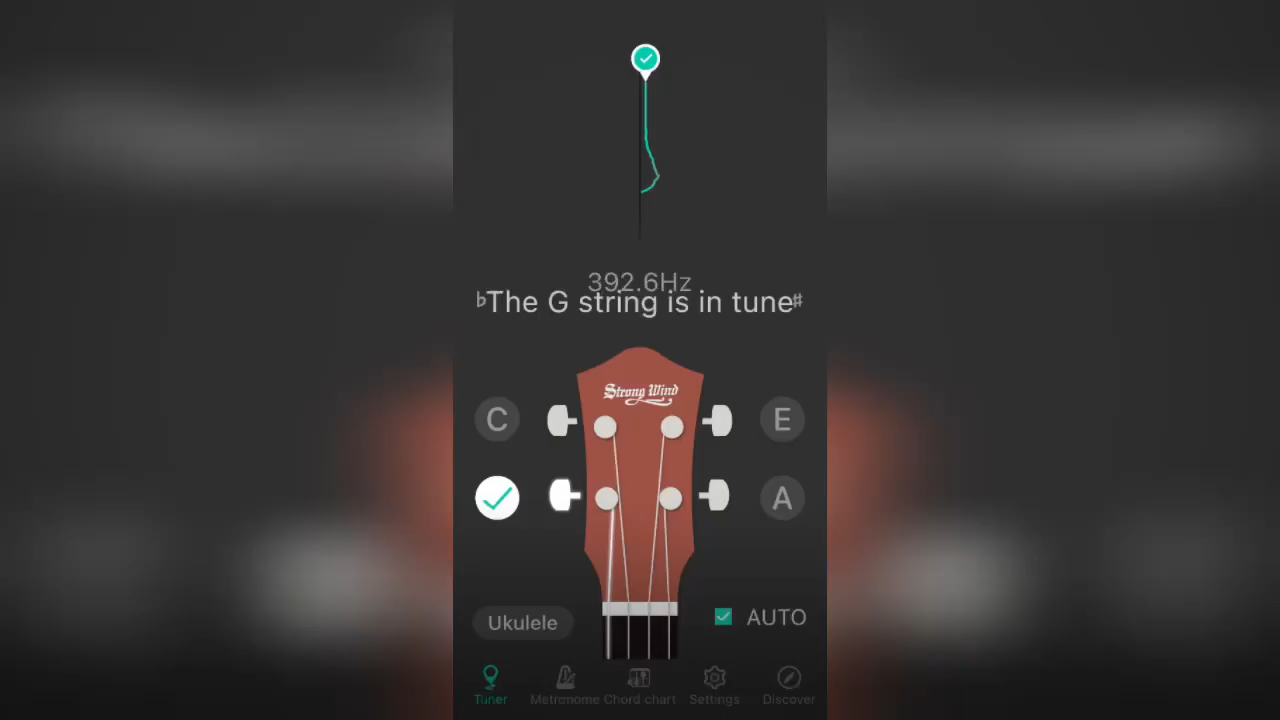 392.6Hz
♭The G string is in tune♯
Strong Wind
C
E
A
Ukulele
AUTO
Tuner
Metronome
Chord chart
Settings
Discover